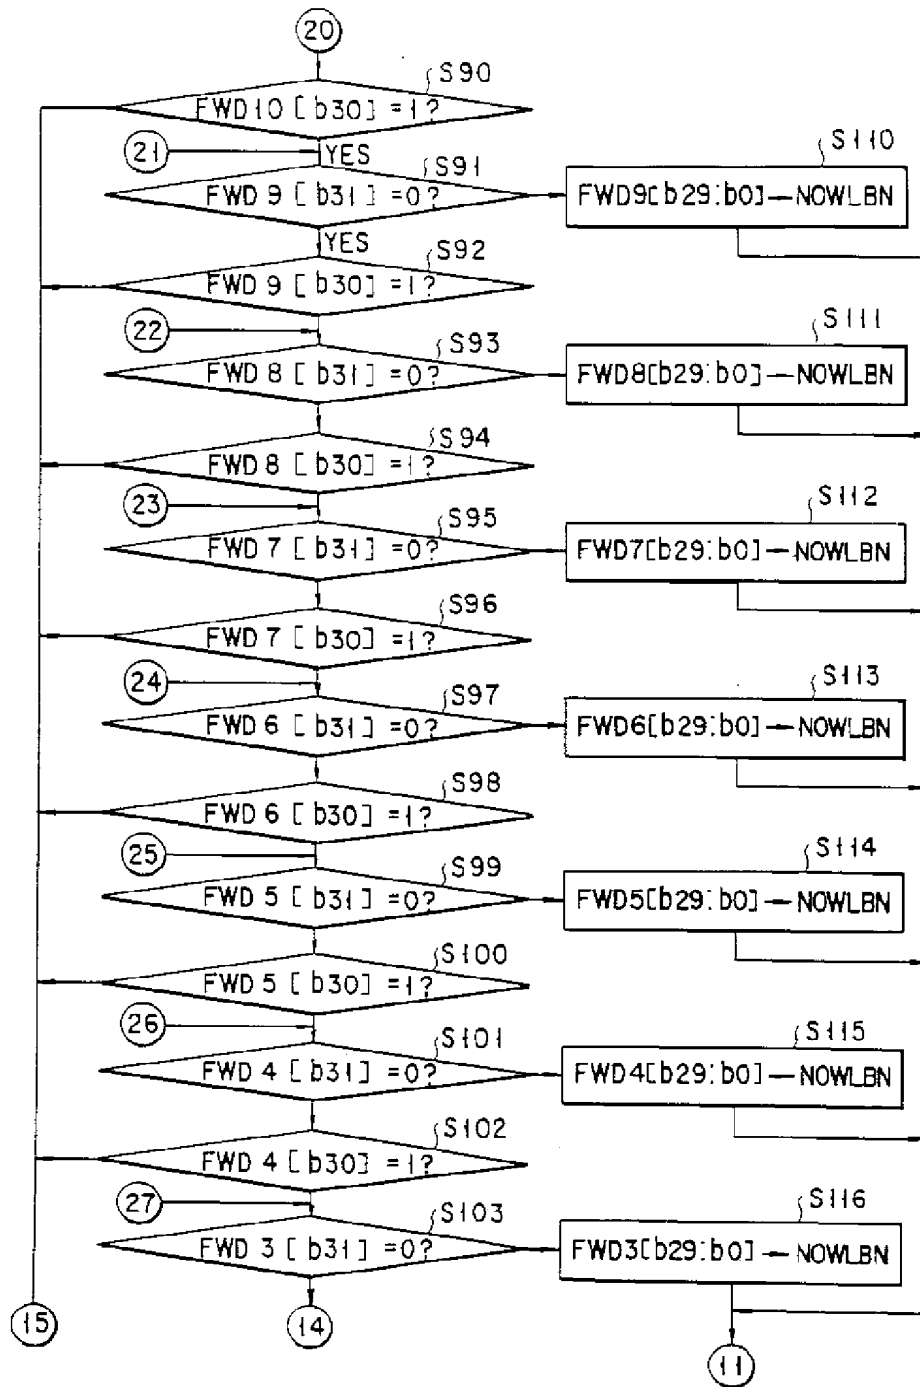 20
S90
FWD10 [b30] =1?
21
YES
S91
S110
FWD9 [b31] =0?
FWD9[b29:b0]—NOWLBN
YES
S92
FWD9 [b30] =1?
22
S93
S111
FWD8 [b31] =0?
FWD8[b29:b0]—NOWLBN
S94
FWD8 [b30] =1?
23
S95
S112
FWD7 [b31] =0?
FWD7[b29:b0]—NOWLBN
S96
FWD7 [b30] =1?
24
S97
S113
FWD6 [b31] =0?
FWD6[b29:b0]—NOWLBN
S98
FWD6 [b30] =1?
25
S99
S114
FWD5 [b31] =0?
FWD5[b29:b0]—NOWLBN
S100
FWD5 [b30] =1?
26
S101
S115
FWD4 [b31] =0?
FWD4[b29:b0]—NOWLBN
S102
FWD4 [b30] =1?
27
S103
S116
FWD3 [b31] =0?
FWD3[b29:b0]—NOWLBN
15
14
11